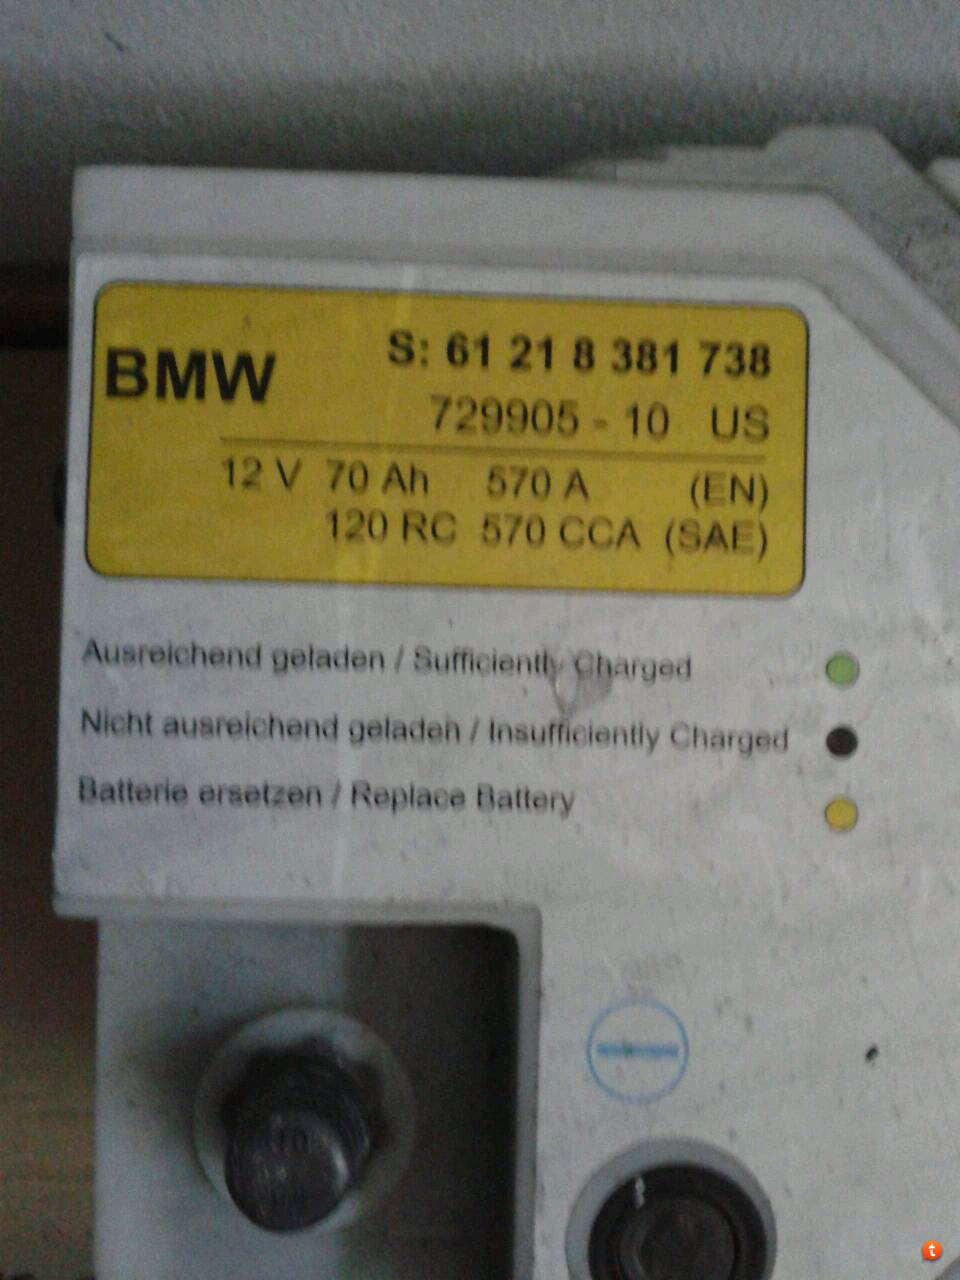 BMW S: 61 21 8 381 738
729905 - 10 US
12 V 70 Ah 570 A (EN)
120 RC 570 CCA (SAE)
Ausreichend geladen / Sufficiently Charged
Nicht ausreichend geladen / Insufficiently Charged
Batterie ersetzen / Replace Battery
t